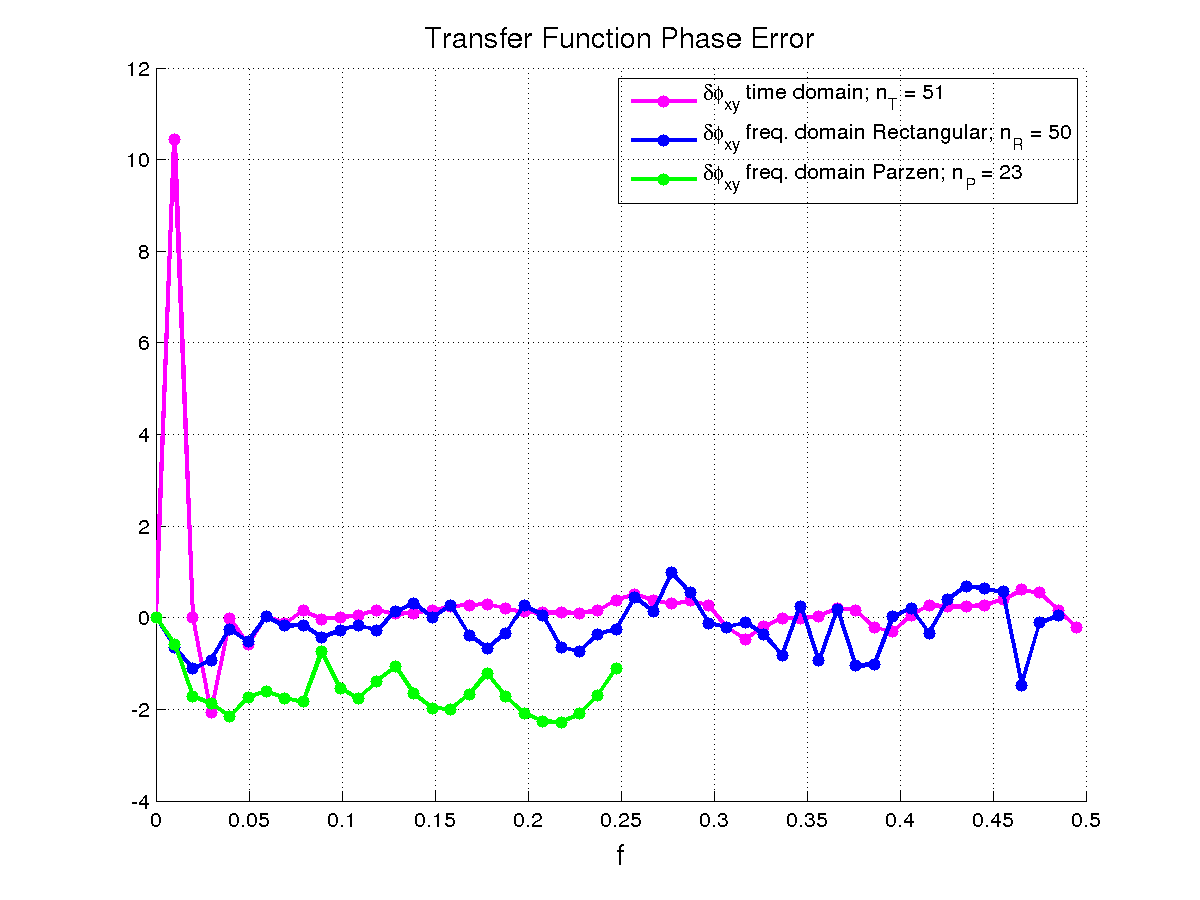 Transfer Function Phase Error
δϕxy time domain; nT = 51
δϕxy freq. domain Rectangular; nR = 50
δϕxy freq. domain Parzen; nP = 23
12
10
8
6
4
2
0
-2
-4
0 0.05 0.1 0.15 0.2 0.25 0.3 0.35 0.4 0.45 0.5
f